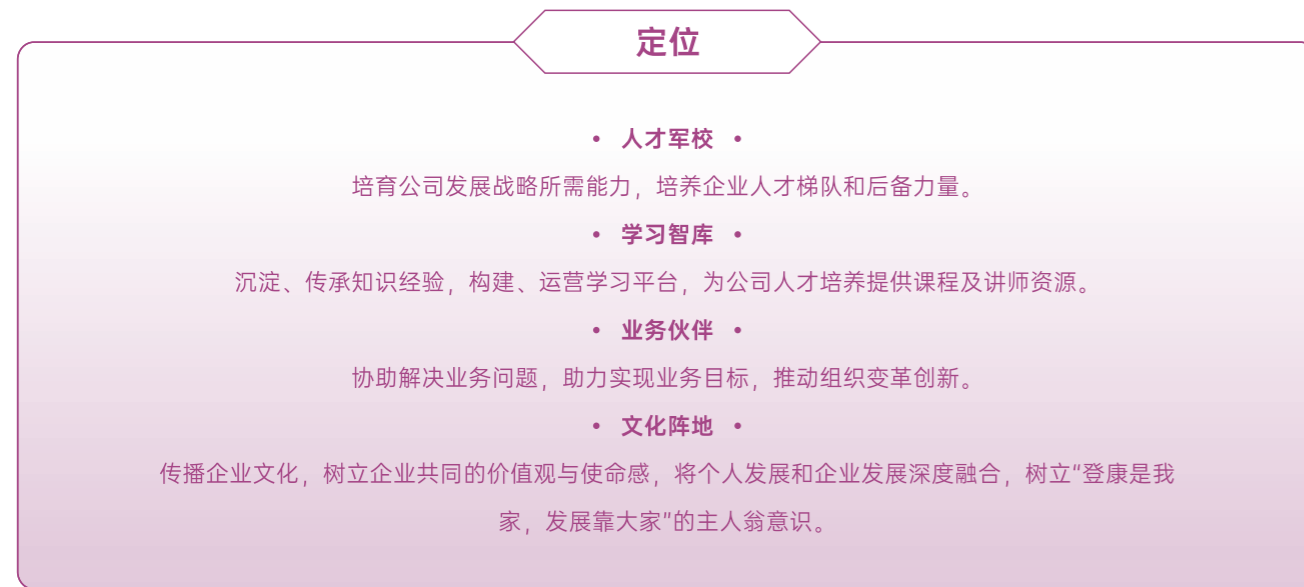 定位
• 人才军校 •
培育公司发展战略所需能力，培养企业人才梯队和后备力量。
• 学习智库 •
沉淀、传承知识经验，构建、运营学习平台，为公司人才培养提供课程及讲师资源。
• 业务伙伴 •
协助解决业务问题，助力实现业务目标，推动组织变革创新。
• 文化阵地 •
传播企业文化，树立企业共同的价值观与使命感，将个人发展和企业发展深度融合，树立“登康是我
家，发展靠大家”的主人翁意识。